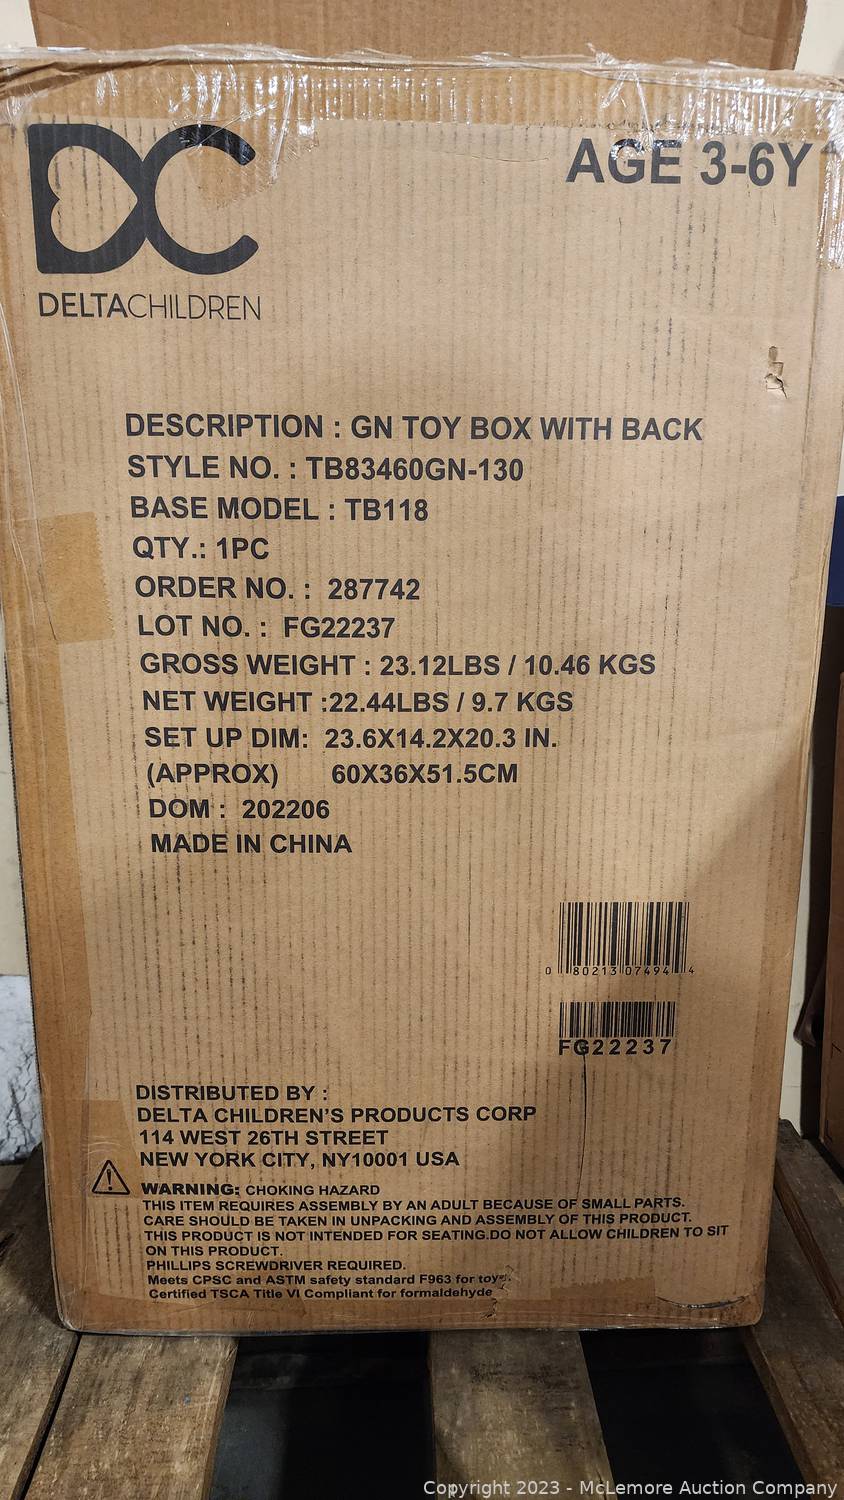 DC
AGE 3-6Y
DELTACHILDREN
DESCRIPTION : GN TOY BOX WITH BACK
STYLE NO. : TB83460GN-130
BASE MODEL : TB118
QTY.: 1PC
ORDER NO. : 287742
LOT NO. : FG22237
GROSS WEIGHT : 23.12LBS / 10.46 KGS
NET WEIGHT :22.44LBS / 9.7 KGS
SET UP DIM: 23.6X14.2X20.3 IN.
(APPROX) 60X36X51.5CM
DOM : 202206
MADE IN CHINA
0 80213 07494 4
FG22237
DISTRIBUTED BY :
DELTA CHILDREN'S PRODUCTS CORP
114 WEST 26TH STREET
NEW YORK CITY, NY10001 USA
WARNING: CHOKING HAZARD
THIS ITEM REQUIRES ASSEMBLY BY AN ADULT BECAUSE OF SMALL PARTS.
CARE SHOULD BE TAKEN IN UNPACKING AND ASSEMBLY OF THIS PRODUCT.
THIS PRODUCT IS NOT INTENDED FOR SEATING.DO NOT ALLOW CHILDREN TO SIT
ON THIS PRODUCT.
PHILLIPS SCREWDRIVER REQUIRED.
Meets CPSC and ASTM safety standard F963 for toys.
Certified TSCA Title VI Compliant for formaldehyde
Copyright 2023 - McLemore Auction Company